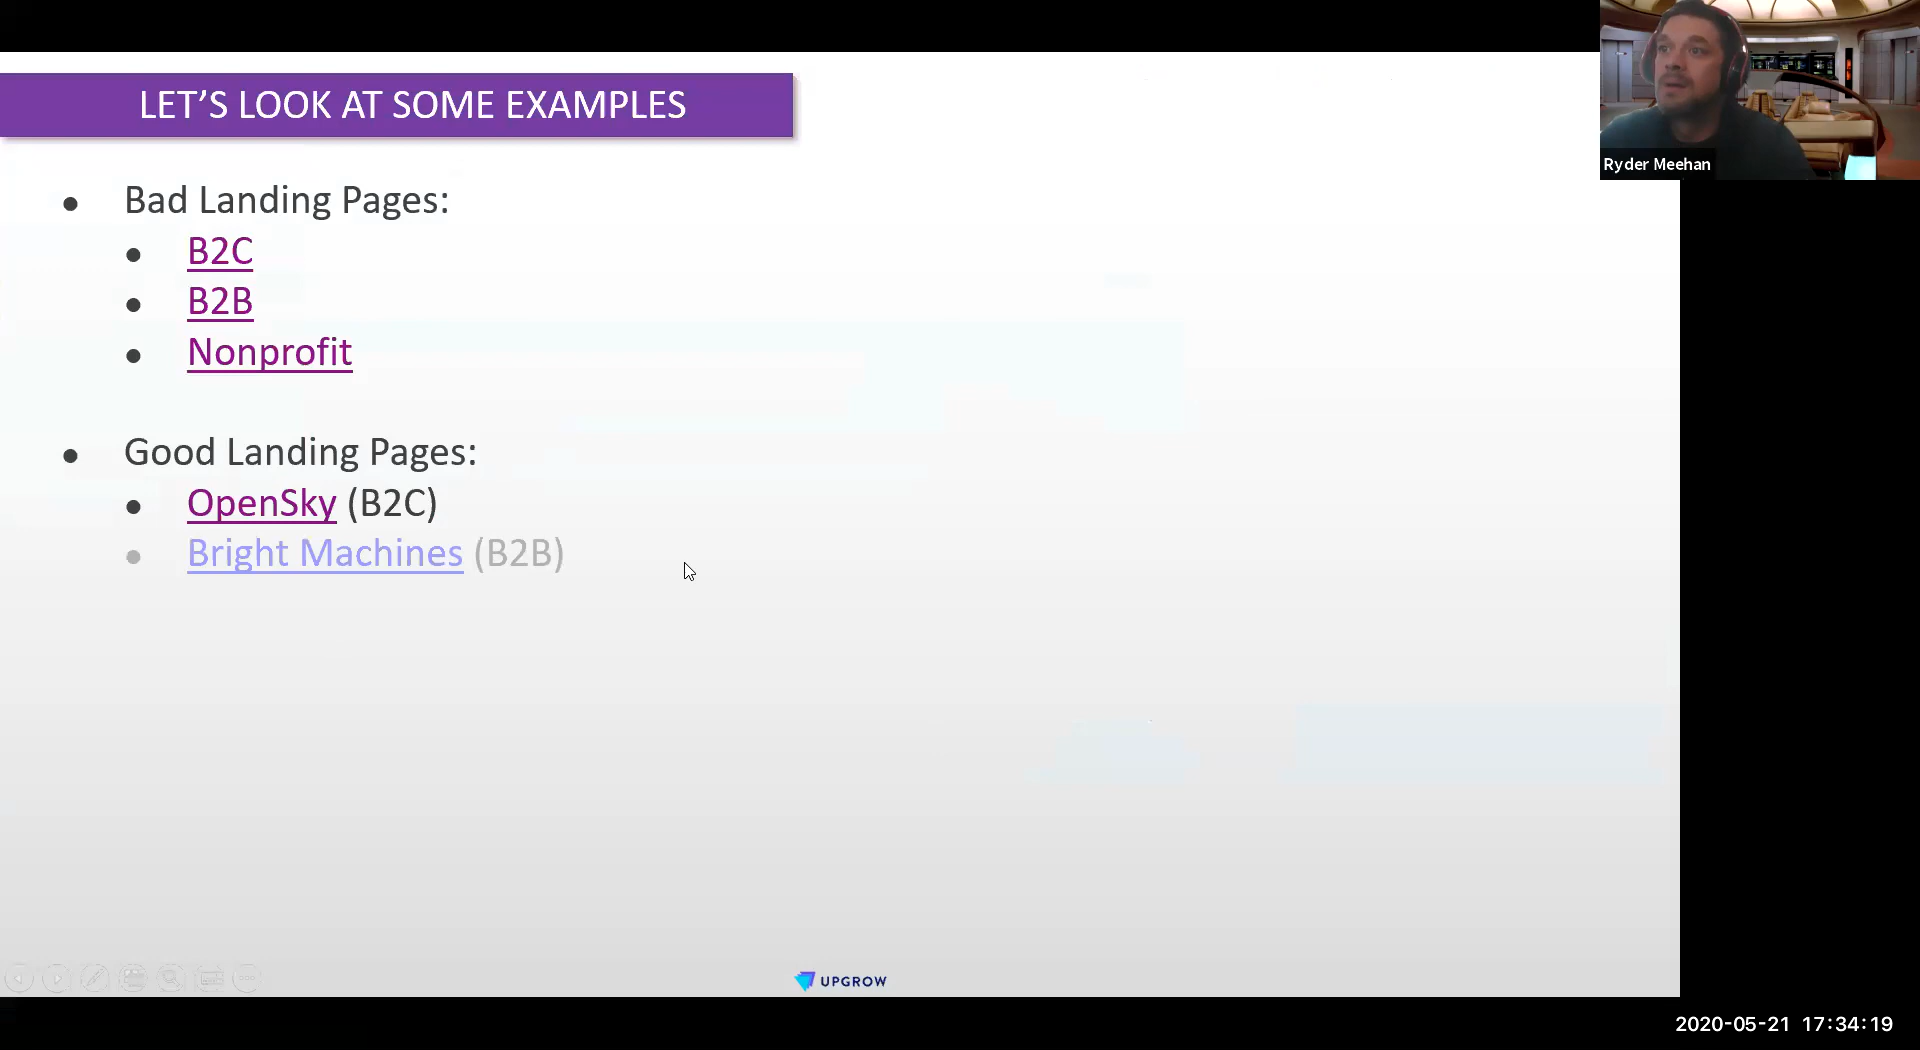 LET’S LOOK AT SOME EXAMPLES
Ryder Meehan
Bad Landing Pages:
B2C
B2B
Nonprofit
Good Landing Pages:
OpenSky (B2C)
Bright Machines (B2B)
UPGROW
2020-05-21 17:34:19